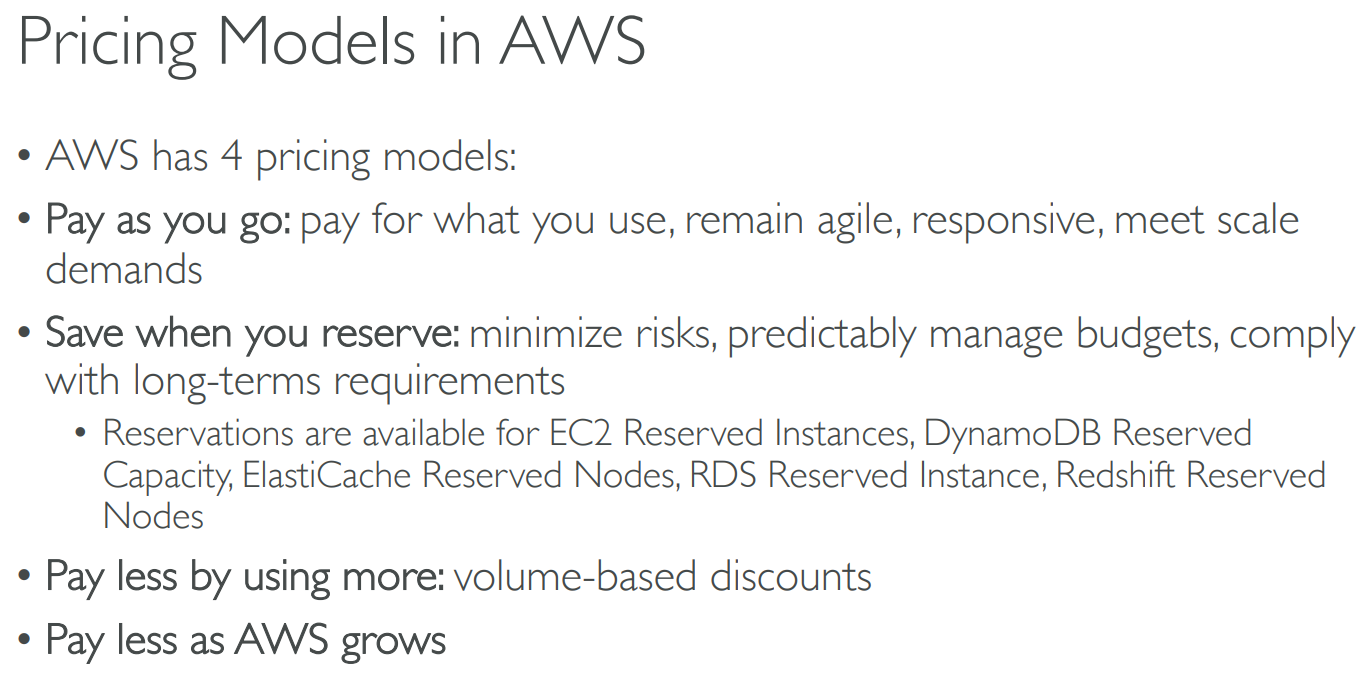 Pricing Models in AWS
• AWS has 4 pricing models:
• Pay as you go: pay for what you use, remain agile, responsive, meet scale
demands
• Save when you reserve: minimize risks, predictably manage budgets, comply
with long-terms requirements
• Reservations are available for EC2 Reserved Instances, DynamoDB Reserved
Capacity, ElastiCache Reserved Nodes, RDS Reserved Instance, Redshift Reserved
Nodes
• Pay less by using more: volume-based discounts
• Pay less as AWS grows